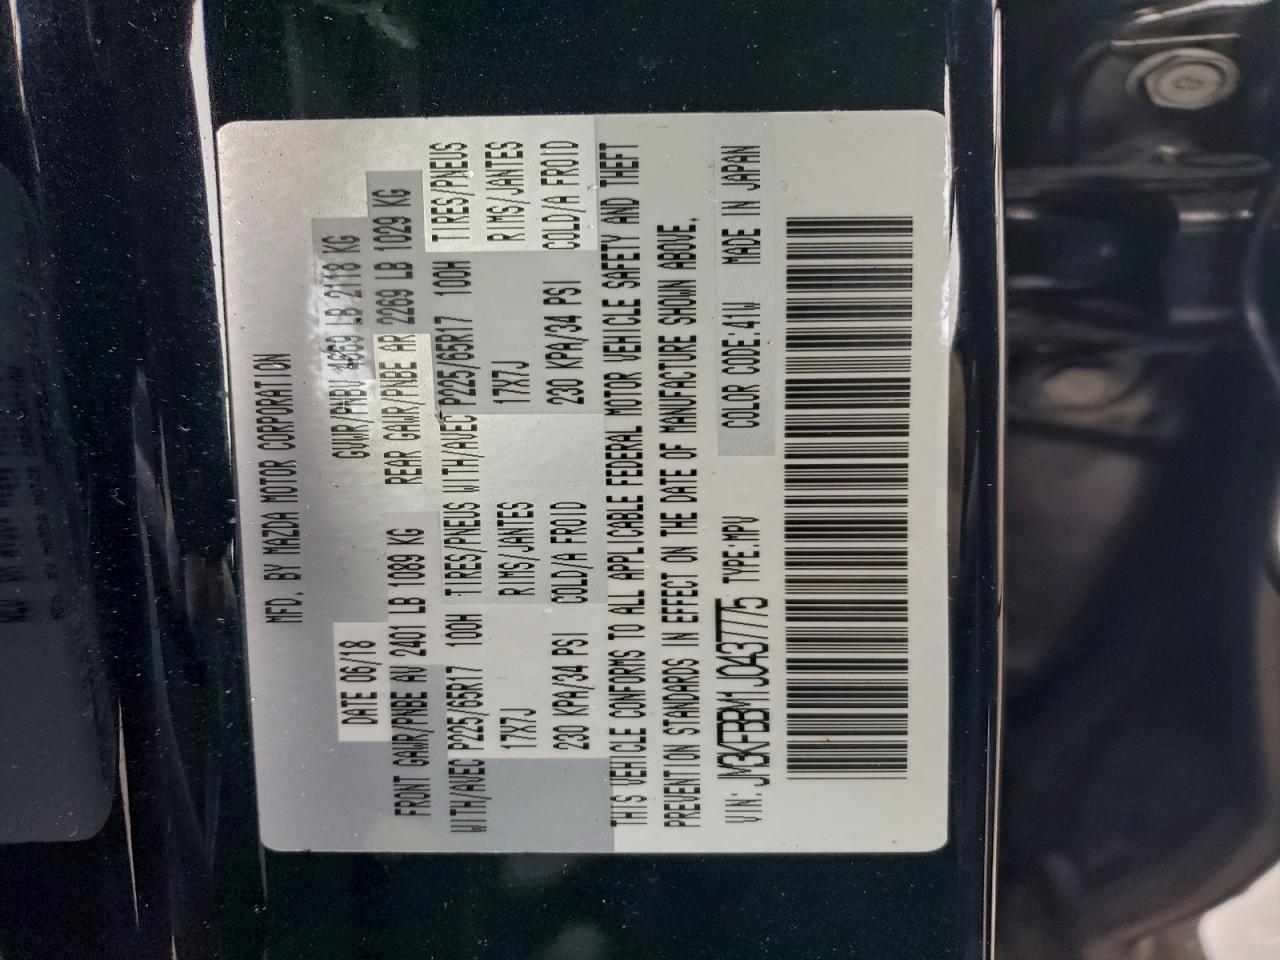 MFD. BY MAZDA MOTOR CORPORATION
DATE 06/18 GVWR/PNBV 4669 LB 2118 KG
FRONT GAWR/PNBE AV 2401 LB 1089 KG REAR GAWR/PNBE AR 2269 LB 1029 KG
WITH/AVEC P225/65R17 100H TIRES/PNEUS WITH/AVEC P225/65R17 100H TIRES/PNEUS
17X7J RIMS/JANTES 17X7J RIMS/JANTES
230 KPA/34 PSI COLD/A FROID 230 KPA/34 PSI COLD/A FROID
THIS VEHICLE CONFORMS TO ALL APPLICABLE FEDERAL MOTOR VEHICLE SAFETY AND THEFT
PREVENTION STANDARDS IN EFFECT ON THE DATE OF MANUFACTURE SHOWN ABOVE.
VIN: JM3KFBBM1J0437775 TYPE:MPV COLOR CODE.41W MADE IN JAPAN